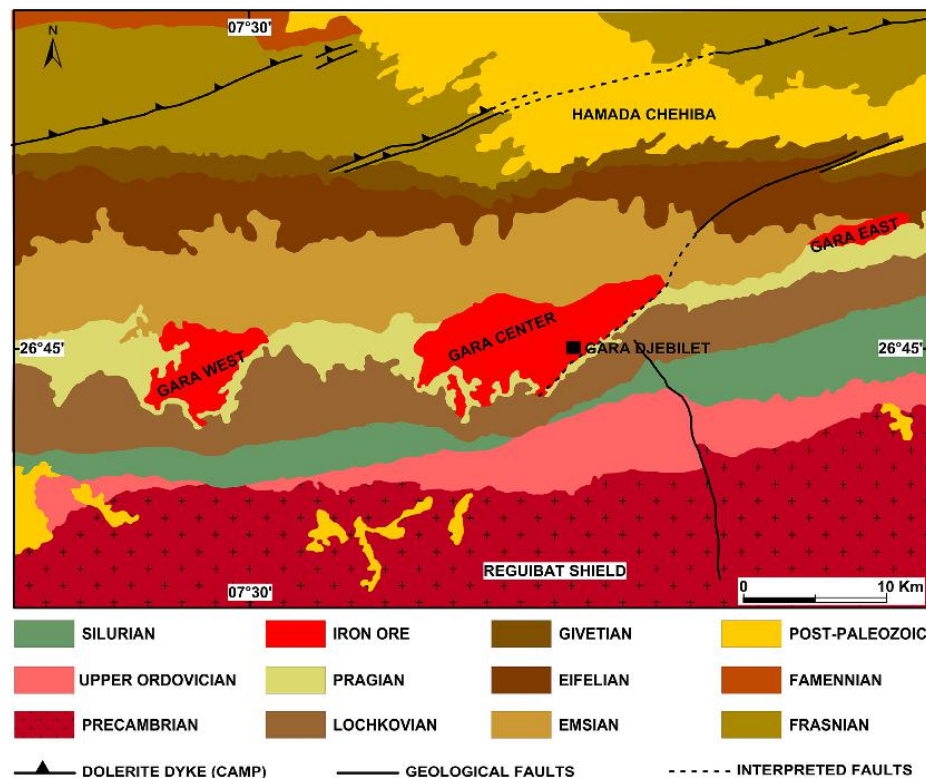 07°30'
N
HAMADA CHEHIBA
GARA EAST
GARA CENTER
26°45'
GARA WEST
GARA DJEBILET
26°45'
REGUIBAT SHIELD
07°30'
0 10 Km
SILURIAN
IRON ORE
GIVETIAN
POST-PALEOZOIC
UPPER ORDOVICIAN
PRAGIAN
EIFELIAN
FAMENNIAN
PRECAMBRIAN
LOCHKOVIAN
EMSIAN
FRASNIAN
DOLERITE DYKE (CAMP)
GEOLOGICAL FAULTS
INTERPRETED FAULTS